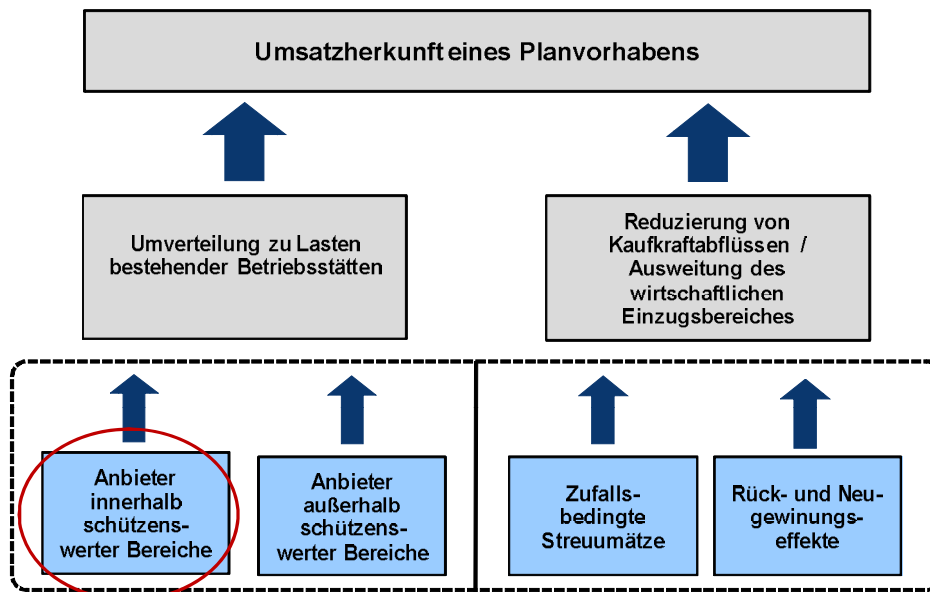 Umsatzherkunft eines Planvorhabens
Umverteilung zu Lasten
bestehender Betriebsstätten
Reduzierung von
Kaufkraftabflüssen /
Ausweitung des
wirtschaftlichen
Einzugsbereiches
Anbieter
innerhalb
schützens-
werter Bereiche
Anbieter
außerhalb
schützens-
werter Bereiche
Zufalls-
bedingte
Streuumätze
Rück- und Neu-
gewinungs-
effekte